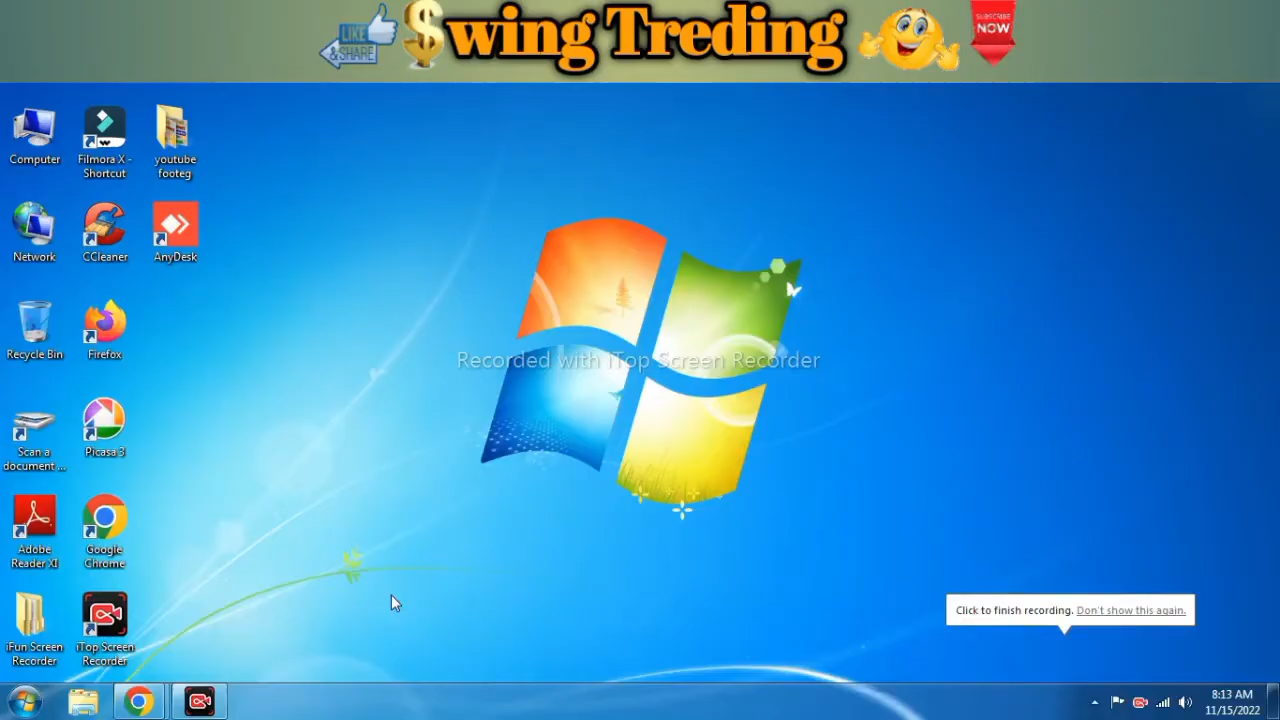 LIKE
&SHARE
$wing Treding
SUBSCRIBE
NOW
Computer
Filmora X -
Shortcut
youtube
footeg
Network
CCleaner
AnyDesk
Recycle Bin
Firefox
Recorded with iTop Screen Recorder
Scan a
document ...
Picasa 3
Adobe
Reader XI
Google
Chrome
iFun Screen
Recorder
iTop Screen
Recorder
Click to finish recording. Don't show this again.
8:13 AM
11/15/2022